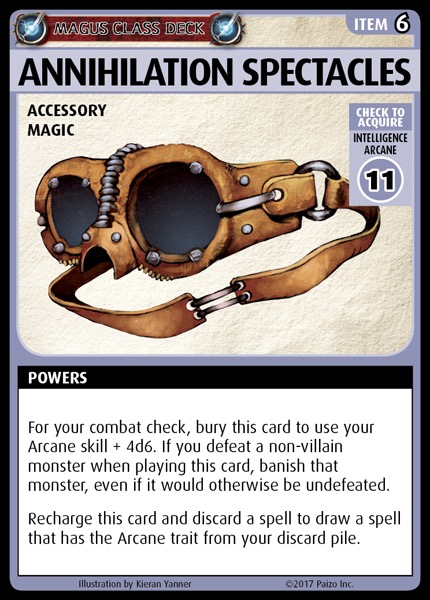 MAGUS CLASS DECK
ITEM 6
ANNIHILATION SPECTACLES
ACCESSORY
MAGIC
CHECK TO
ACQUIRE
INTELLIGENCE
ARCANE
11
POWERS
For your combat check, bury this card to use your
Arcane skill + 4d6. If you defeat a non-villain
monster when playing this card, banish that
monster, even if it would otherwise be undefeated.
Recharge this card and discard a spell to draw a spell
that has the Arcane trait from your discard pile.
Illustration by Kieran Yanner
©2017 Paizo Inc.